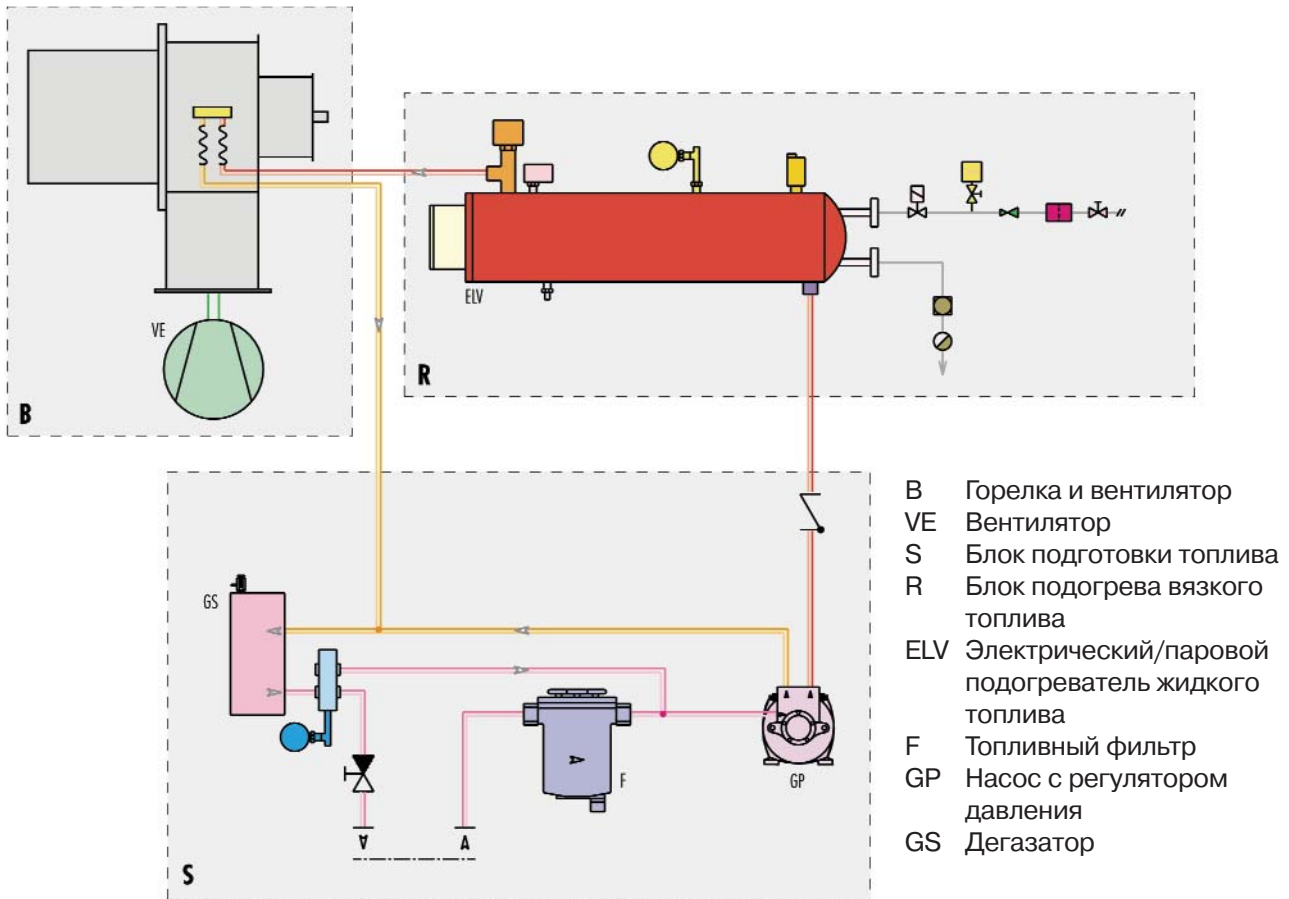 VE
B
ELV
R
GS
F
GP
S
B Горелка и вентилятор
VE Вентилятор
S Блок подготовки топлива
R Блок подогрева вязкого
топлива
ELV Электрический/паровой
подогреватель жидкого
топлива
F Топливный фильтр
GP Насос с регулятором
давления
GS Дегазатор